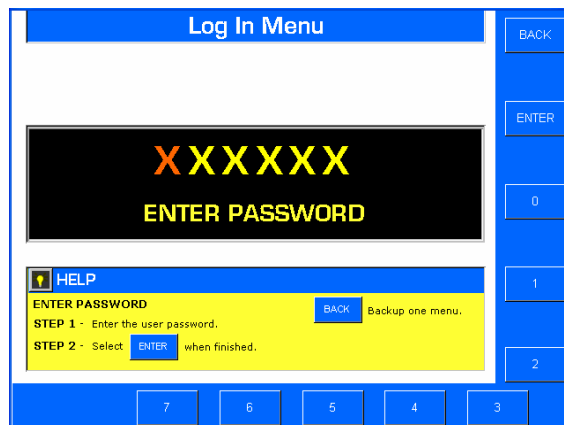 Log In Menu
BACK
ENTER
XXXXXX
ENTER PASSWORD
0
HELP
ENTER PASSWORD
BACK Backup one menu.
STEP 1 - Enter the user password.
STEP 2 - Select ENTER when finished.
1
2
7 6 5 4 3